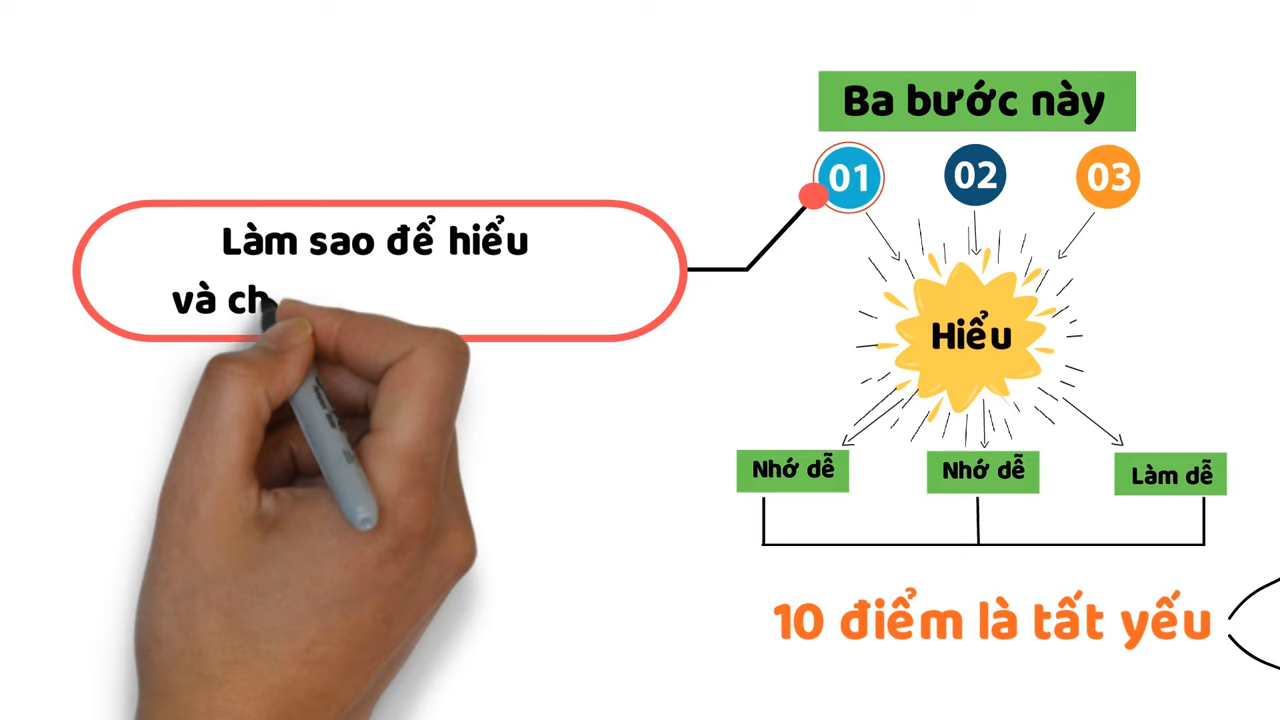 Ba bước này
01 02 03
Làm sao để hiểu
và ch
Hiểu
Nhớ dễ Nhớ dễ Làm dễ
10 điểm là tất yếu